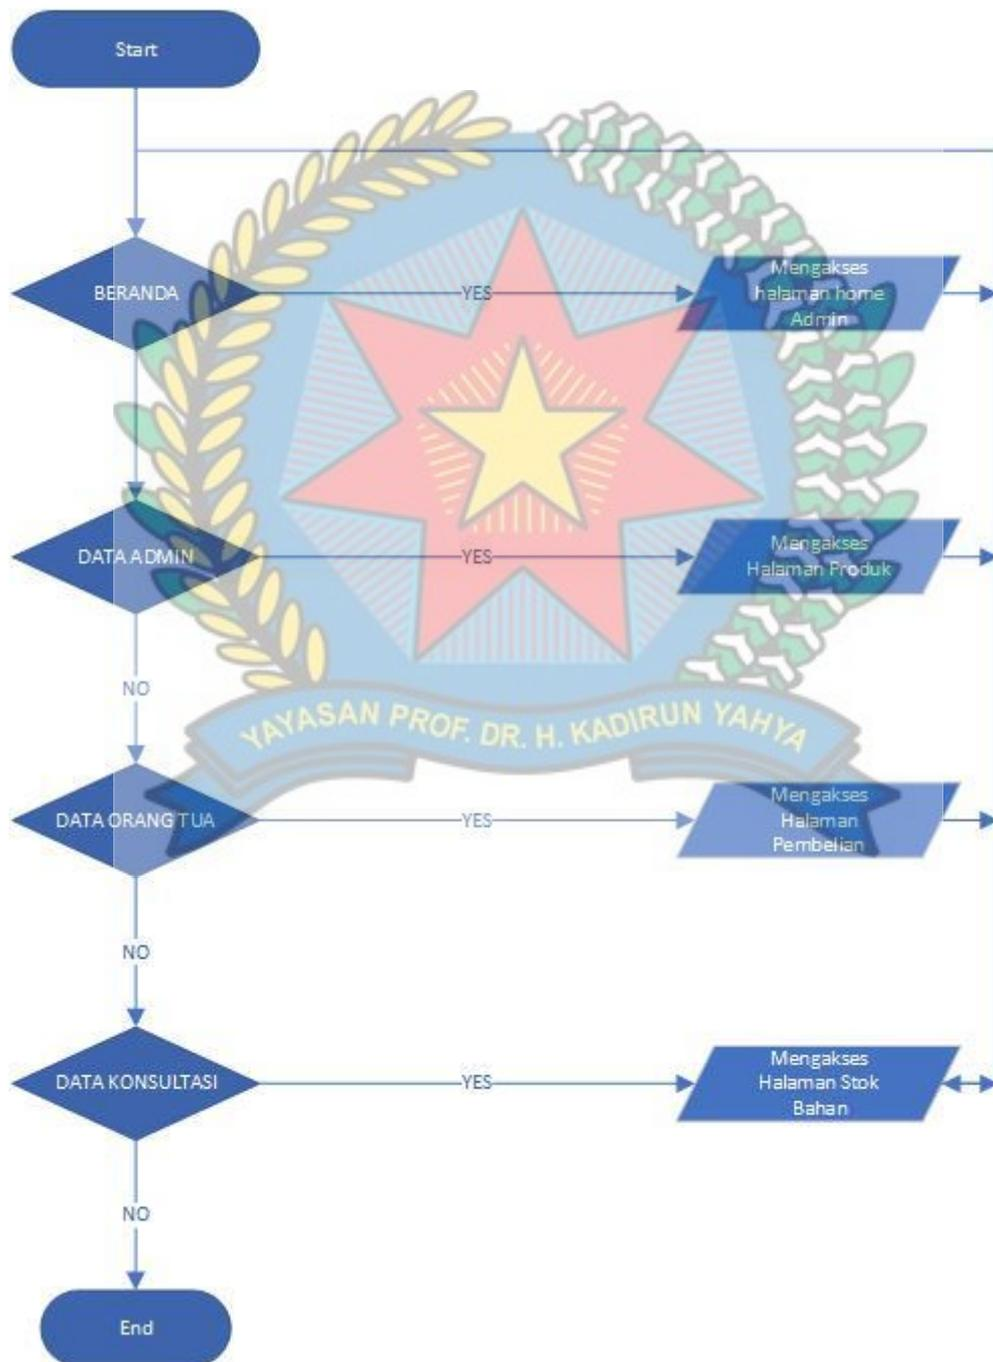 Start
BERANDA
YES
Mengakses
halaman home
Admin
DATA ADMIN
YES
Mengakses
Halaman Produk
NO
YAYASAN PROF. DR. H. KADIRUN YAHYA
DATA ORANG TUA
YES
Mengakses
Halaman
Pembelian
NO
DATA KONSULTASI
YES
Mengakses
Halaman Stok
Bahan
NO
End